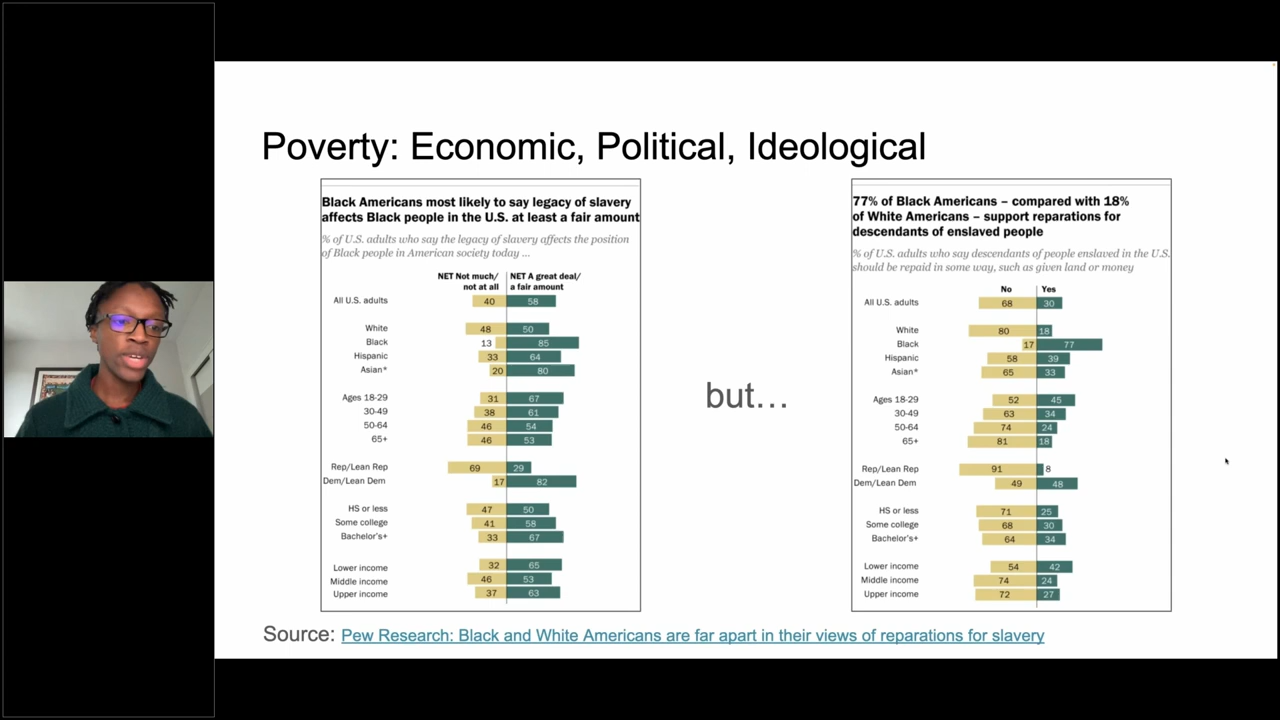 Poverty: Economic, Political, Ideological
Black Americans most likely to say legacy of slavery
affects Black people in the U.S. at least a fair amount
% of U.S. adults who say the legacy of slavery affects the position
of Black people in American society today ...
NET Not much/ NET A great deal/
not at all a fair amount
All U.S. adults 40 58
White 48 50
Black 13 85
Hispanic 33 64
Asian* 20 80
Ages 18-29 31 67
30-49 38 61
50-64 46 54
65+ 46 53
Rep/Lean Rep 69 29
Dem/Lean Dem 17 82
HS or less 47 50
Some college 41 58
Bachelor's+ 33 67
Lower income 32 65
Middle income 46 53
Upper income 37 63
but…
77% of Black Americans – compared with 18%
of White Americans – support reparations for
descendants of enslaved people
% of U.S. adults who say descendants of people enslaved in the U.S.
should be repaid in some way, such as given land or money
No Yes
All U.S. adults 68 30
White 80 18
Black 17 77
Hispanic 58 39
Asian* 65 33
Ages 18-29 52 45
30-49 63 34
50-64 74 24
65+ 81 18
Rep/Lean Rep 91 8
Dem/Lean Dem 49 48
HS or less 71 25
Some college 68 30
Bachelor's+ 64 34
Lower income 54 42
Middle income 74 24
Upper income 72 27
Source: Pew Research: Black and White Americans are far apart in their views of reparations for slavery